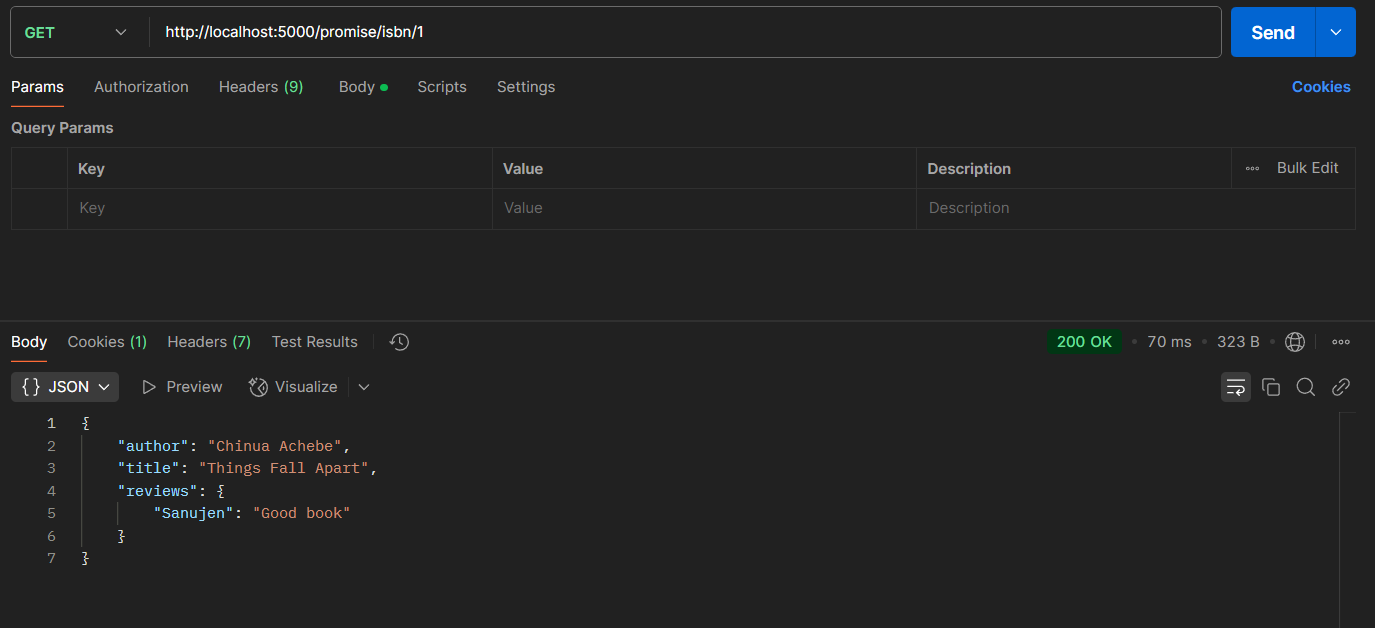 GET http://localhost:5000/promise/isbn/1 Send
Params Authorization Headers (9) Body Scripts Settings Cookies
Query Params
Key Value Description Bulk Edit
Key Value Description
Body Cookies (1) Headers (7) Test Results 200 OK • 70 ms • 323 B •
{} JSON Preview Visualize
1 {
2 "author": "Chinua Achebe",
3 "title": "Things Fall Apart",
4 "reviews": {
5 "Sanujen": "Good book"
6 }
7 }